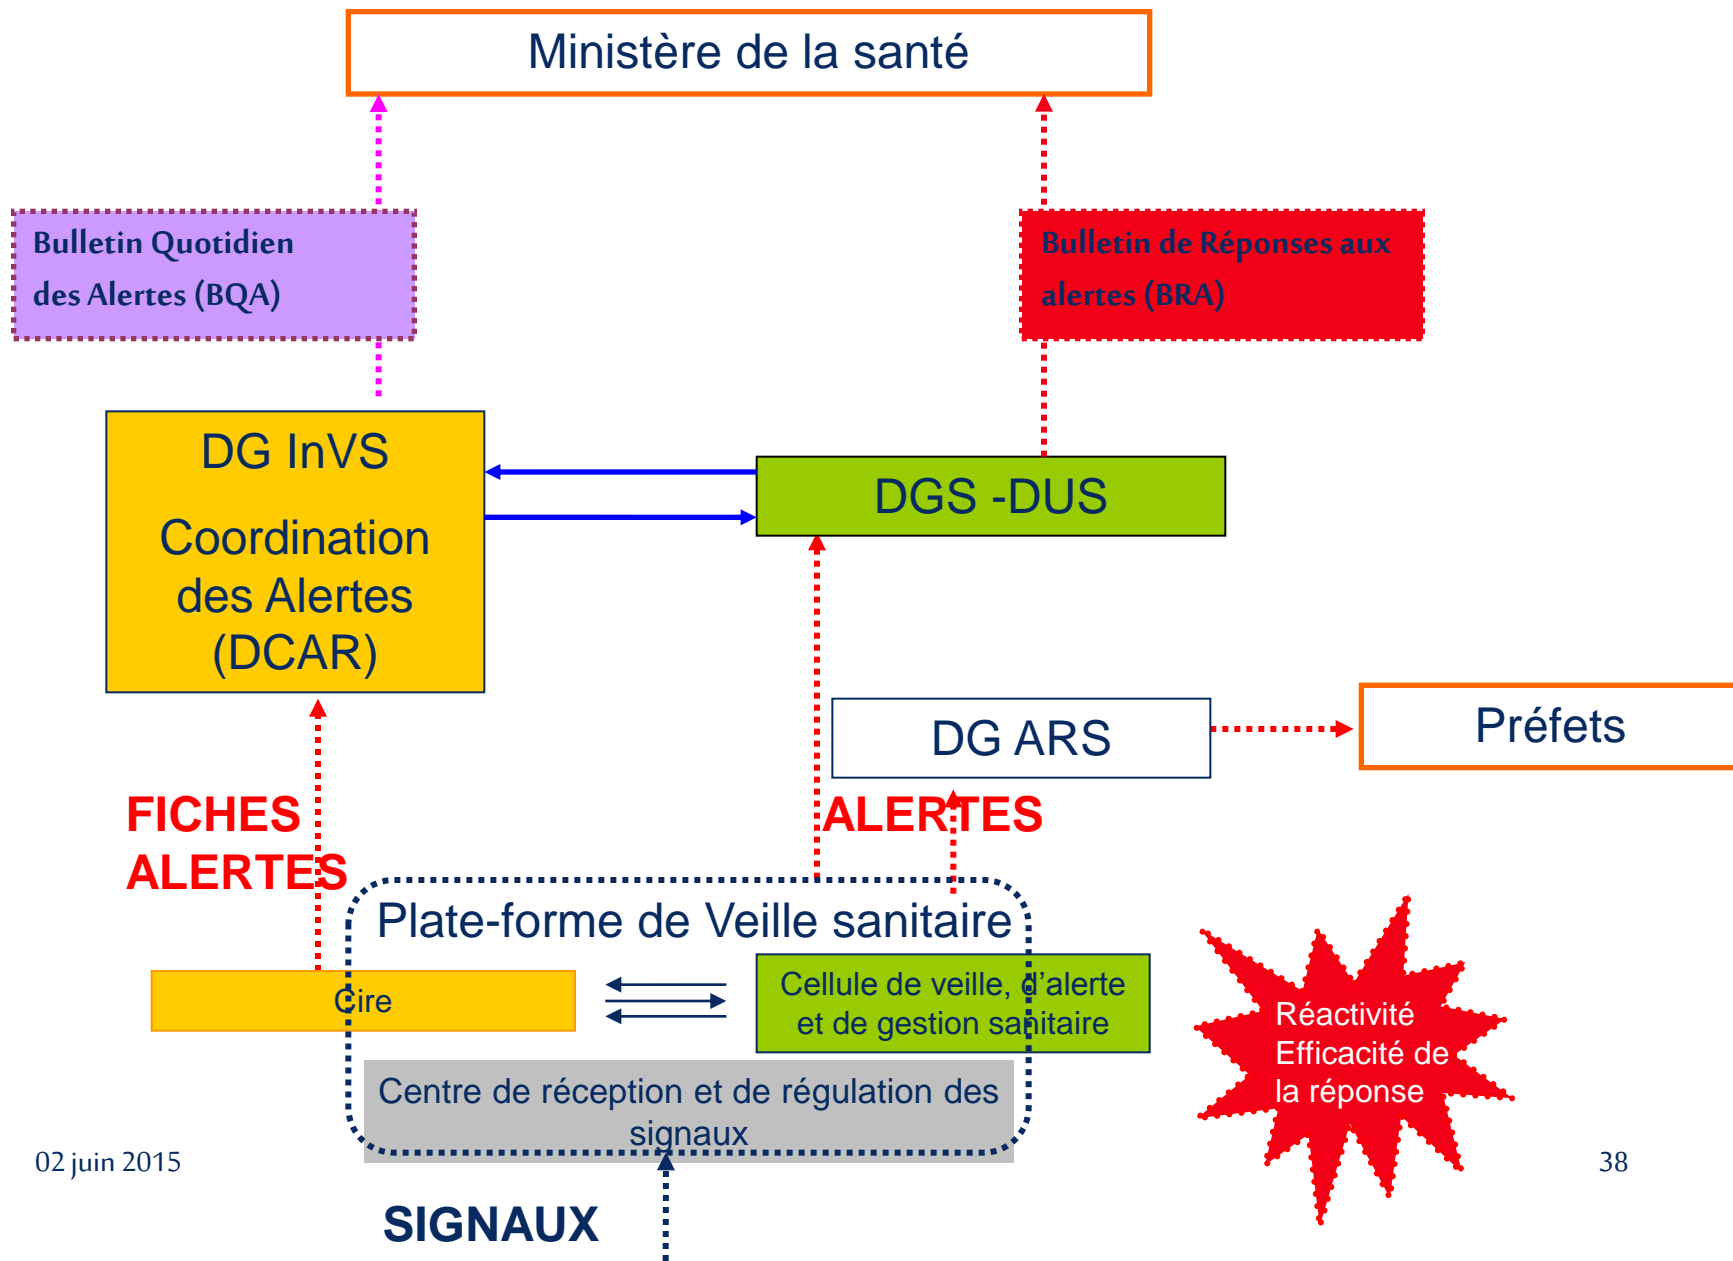 Ministère de la santé
Bulletin Quotidien
des Alertes (BQA)
Bulletin de Réponses aux
alertes (BRA)
DG InVS
Coordination
des Alertes
(DCAR)
DGS -DUS
DG ARS
Préfets
FICHES
ALERTES
ALERTES
Plate-forme de Veille sanitaire
Cire
Cellule de veille, d’alerte
et de gestion sanitaire
Centre de réception et de régulation des
signaux
Réactivité
Efficacité de
la réponse
SIGNAUX
02 juin 2015
38